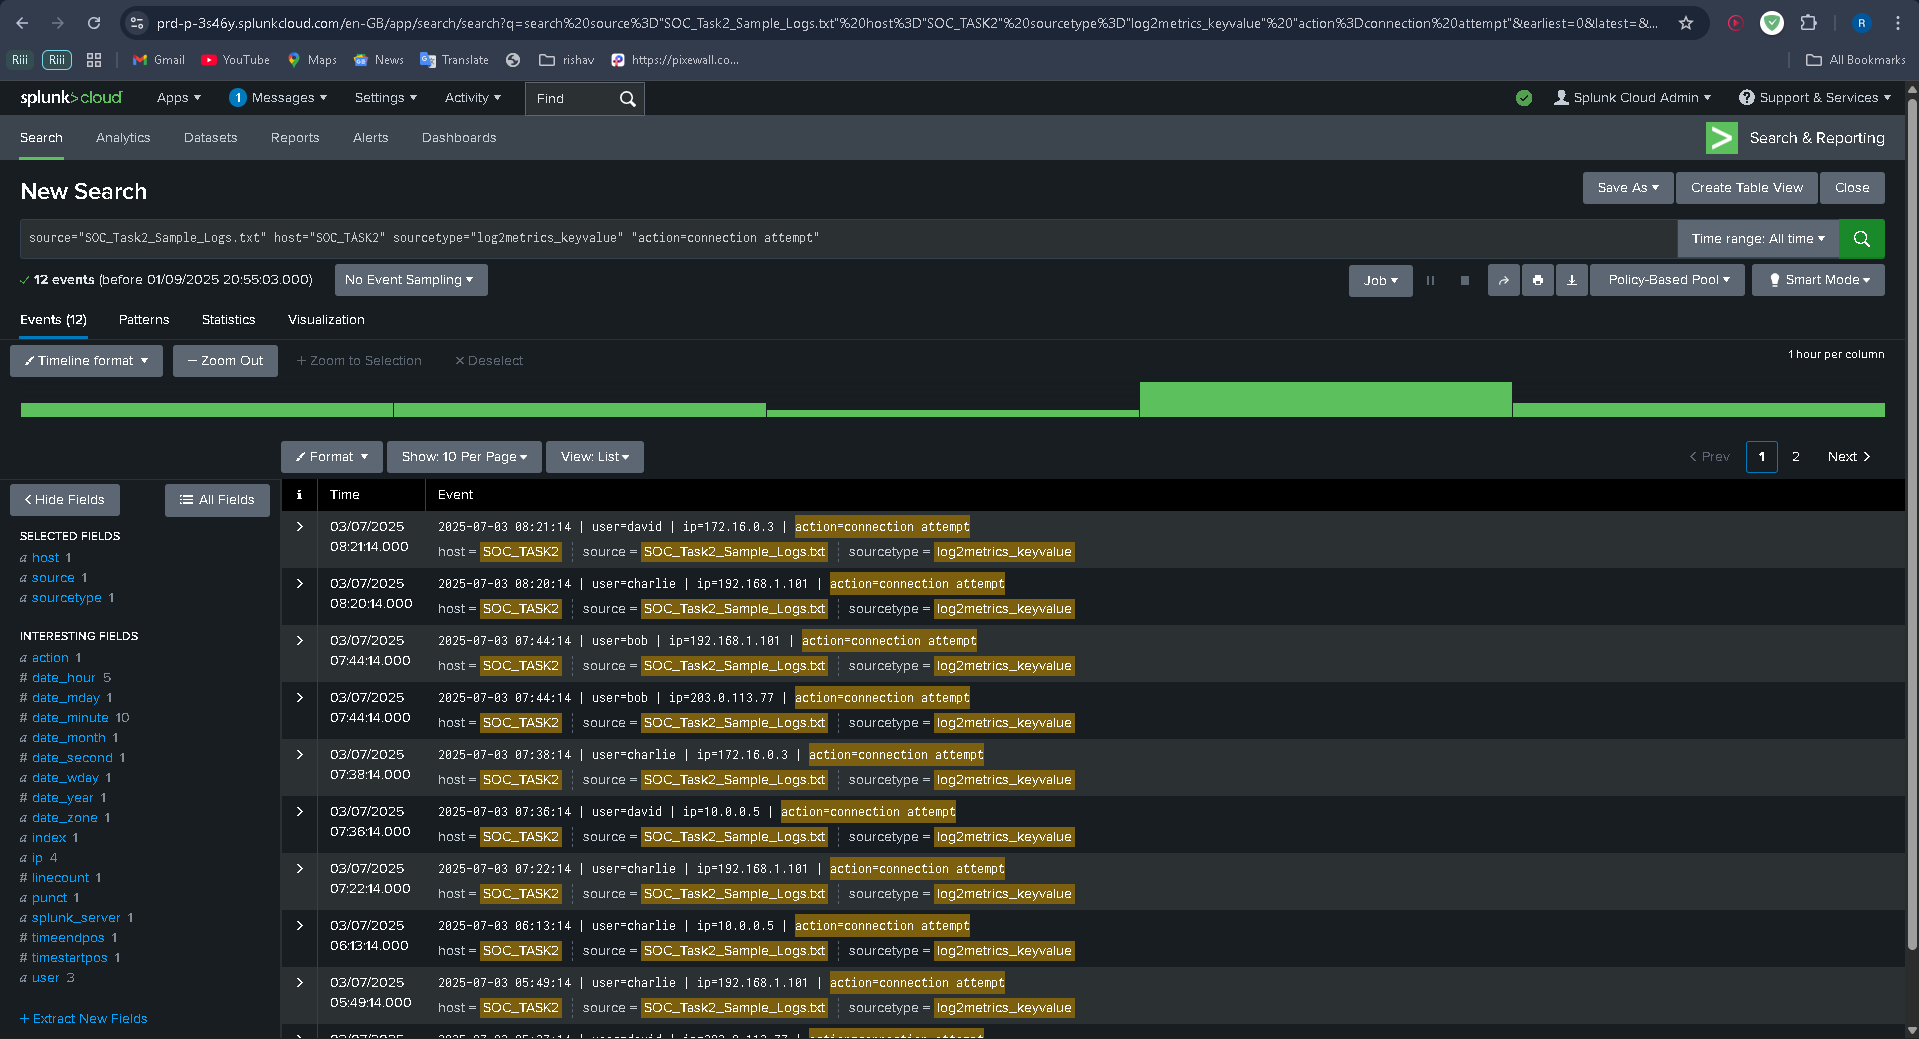 prd-p-3s46y.splunkcloud.com/en-GB/app/search/search?q=search%20source%3D"SOC_Task2_Sample_Logs.txt"%20host%3D"SOC_TASK2"%20sourcetype%3D"log2metrics_keyvalue"%20"action%3Dconnection%20attempt"&earliest=0&latest=&... R
Riii Riii Gmail YouTube Maps News Translate rishav https://pixewall.co... All Bookmarks
splunk>cloud Apps 1 Messages Settings Activity Find Splunk Cloud Admin Support & Services
Search Analytics Datasets Reports Alerts Dashboards Search & Reporting
New Search Save As Create Table View Close
source="SOC_Task2_Sample_Logs.txt" host="SOC_TASK2" sourcetype="log2metrics_keyvalue" "action=connection attempt" Time range: All time
12 events (before 01/09/2025 20:55:03.000) No Event Sampling Job Policy-Based Pool Smart Mode
Events (12) Patterns Statistics Visualization
Timeline format — Zoom Out + Zoom to Selection × Deselect 1 hour per column
Format Show: 10 Per Page View: List < Prev 1 2 Next >
< Hide Fields All Fields
SELECTED FIELDS
a host 1
a source 1
a sourcetype 1
INTERESTING FIELDS
a action 1
# date_hour 5
# date_mday 1
# date_minute 10
a date_month 1
# date_second 1
a date_wday 1
# date_year 1
a date_zone 1
a index 1
a ip 4
# linecount 1
a punct 1
a splunk_server 1
# timeendpos 1
# timestartpos 1
a user 3
+ Extract New Fields
i Time Event
> 03/07/2025 2025-07-03 08:21:14 | user=david | ip=172.16.0.3 | action=connection attempt
08:21:14.000 host = SOC_TASK2 source = SOC_Task2_Sample_Logs.txt sourcetype = log2metrics_keyvalue
> 03/07/2025 2025-07-03 08:20:14 | user=charlie | ip=192.168.1.101 | action=connection attempt
08:20:14.000 host = SOC_TASK2 source = SOC_Task2_Sample_Logs.txt sourcetype = log2metrics_keyvalue
> 03/07/2025 2025-07-03 07:44:14 | user=bob | ip=192.168.1.101 | action=connection attempt
07:44:14.000 host = SOC_TASK2 source = SOC_Task2_Sample_Logs.txt sourcetype = log2metrics_keyvalue
> 03/07/2025 2025-07-03 07:44:14 | user=bob | ip=203.0.113.77 | action=connection attempt
07:44:14.000 host = SOC_TASK2 source = SOC_Task2_Sample_Logs.txt sourcetype = log2metrics_keyvalue
> 03/07/2025 2025-07-03 07:38:14 | user=charlie | ip=172.16.0.3 | action=connection attempt
07:38:14.000 host = SOC_TASK2 source = SOC_Task2_Sample_Logs.txt sourcetype = log2metrics_keyvalue
> 03/07/2025 2025-07-03 07:36:14 | user=david | ip=10.0.0.5 | action=connection attempt
07:36:14.000 host = SOC_TASK2 source = SOC_Task2_Sample_Logs.txt sourcetype = log2metrics_keyvalue
> 03/07/2025 2025-07-03 07:22:14 | user=charlie | ip=192.168.1.101 | action=connection attempt
07:22:14.000 host = SOC_TASK2 source = SOC_Task2_Sample_Logs.txt sourcetype = log2metrics_keyvalue
> 03/07/2025 2025-07-03 06:13:14 | user=charlie | ip=10.0.0.5 | action=connection attempt
06:13:14.000 host = SOC_TASK2 source = SOC_Task2_Sample_Logs.txt sourcetype = log2metrics_keyvalue
> 03/07/2025 2025-07-03 05:49:14 | user=charlie | ip=192.168.1.101 | action=connection attempt
05:49:14.000 host = SOC_TASK2 source = SOC_Task2_Sample_Logs.txt sourcetype = log2metrics_keyvalue